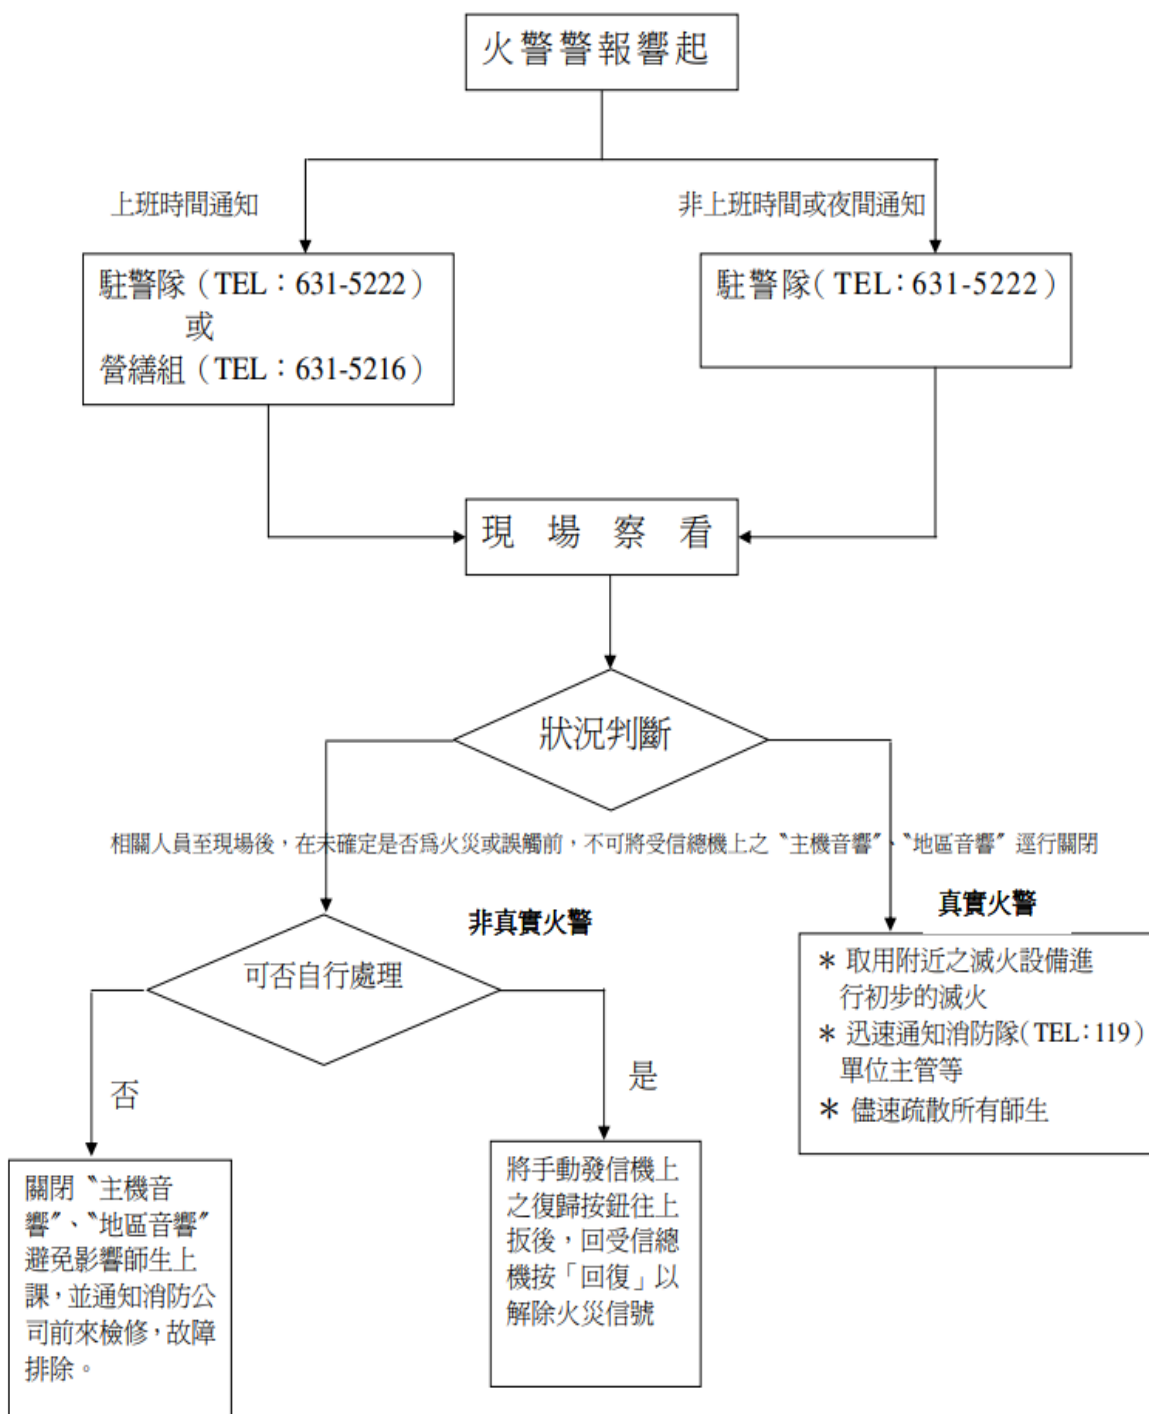 火警警報響起
上班時間通知
非上班時間或夜間通知
駐警隊（TEL：631-5222）
或
營繕組（TEL：631-5216）
駐警隊（TEL：631-5222）
現場察看
狀況判斷
相關人員至現場後，在未確定是否為火災或誤觸前，不可將受信總機上之〝主機音響〞、〝地區音響〞逕行關閉
非真實火警
真實火警
可否自行處理
＊ 取用附近之滅火設備進
行初步的滅火
＊ 迅速通知消防隊（TEL：119）
單位主管等
＊ 儘速疏散所有師生
否
是
關閉〝主機音
響〞、〝地區音響〞
避免影響師生上
課，並通知消防公
司前來檢修，故障
排除。
將手動發信機上
之復歸按鈕往上
扳後，回受信總
機按「回復」以
解除火災信號